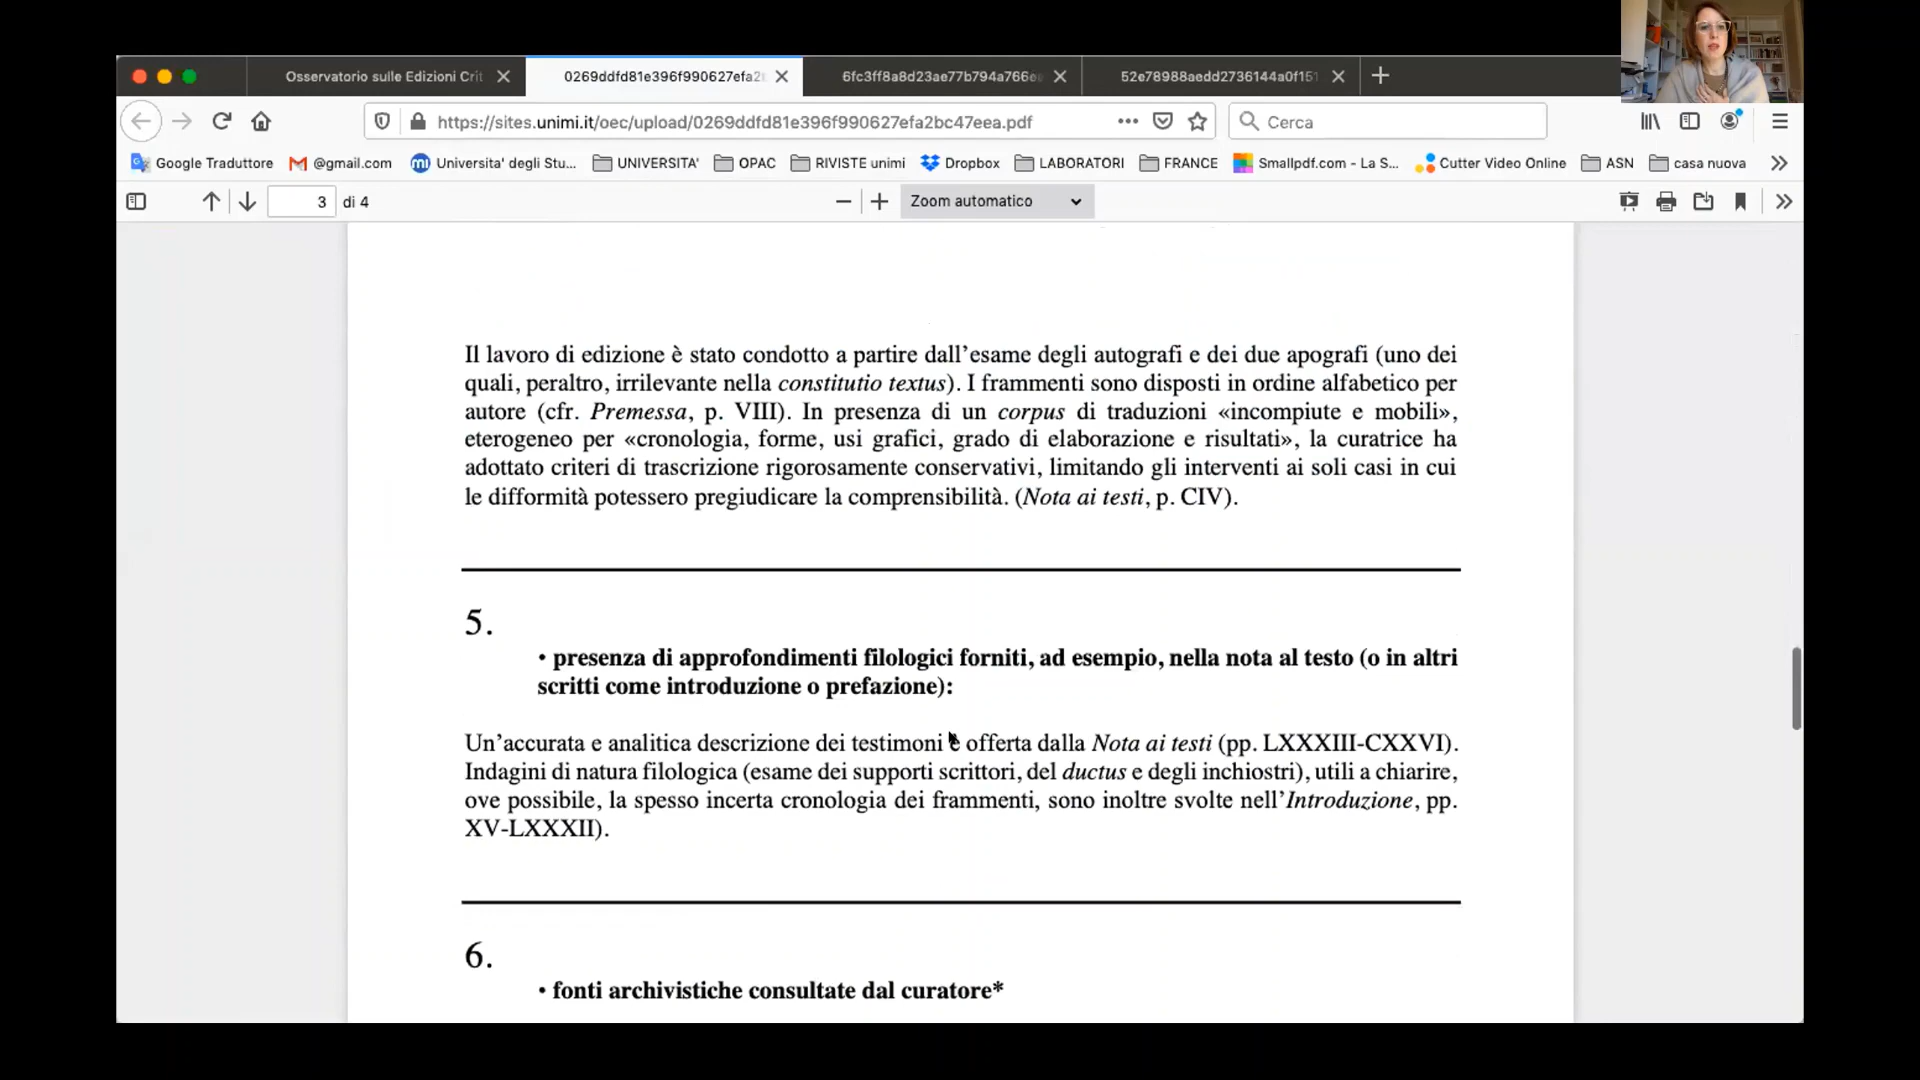 Osservatorio sulle Edizioni Crit
0269ddfd81e396f990627efa2
6fc3ff8a8d23ae77b794a766e
52e78988aedd2736144a0f151
https://sites.unimi.it/oec/upload/0269ddfd81e396f990627efa2bc47eea.pdf
Cerca
Google Traduttore @gmail.com Universita' degli Stu... UNIVERSITA' OPAC RIVISTE unimi Dropbox LABORATORI FRANCE Smallpdf.com - La S... Cutter Video Online ASN casa nuova
3 di 4 Zoom automatico
Il lavoro di edizione è stato condotto a partire dall'esame degli autografi e dei due apografi (uno dei
quali, peraltro, irrilevante nella constitutio textus). I frammenti sono disposti in ordine alfabetico per
autore (cfr. Premessa, p. VIII). In presenza di un corpus di traduzioni «incompiute e mobili»,
eterogeneo per «cronologia, forme, usi grafici, grado di elaborazione e risultati», la curatrice ha
adottato criteri di trascrizione rigorosamente conservativi, limitando gli interventi ai soli casi in cui
le difformità potessero pregiudicare la comprensibilità. (Nota ai testi, p. CIV).
5.
• presenza di approfondimenti filologici forniti, ad esempio, nella nota al testo (o in altri
scritti come introduzione o prefazione):
Un'accurata e analitica descrizione dei testimoni è offerta dalla Nota ai testi (pp. LXXXIII-CXXVI).
Indagini di natura filologica (esame dei supporti scrittori, del ductus e degli inchiostri), utili a chiarire,
ove possibile, la spesso incerta cronologia dei frammenti, sono inoltre svolte nell'Introduzione, pp.
XV-LXXXII).
6.
• fonti archivistiche consultate dal curatore*